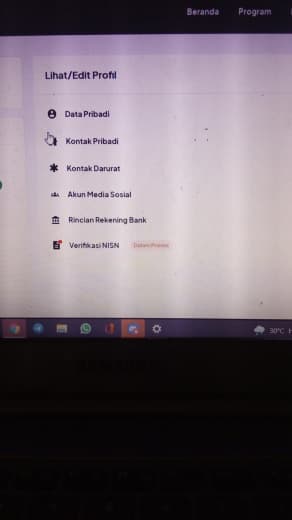 Beranda Program
Lihat/Edit Profil
Data Pribadi
Kontak Pribadi
Kontak Darurat
Akun Media Sosial
Rincian Rekening Bank
Verifikasi NISN Dalam Proses
30°C